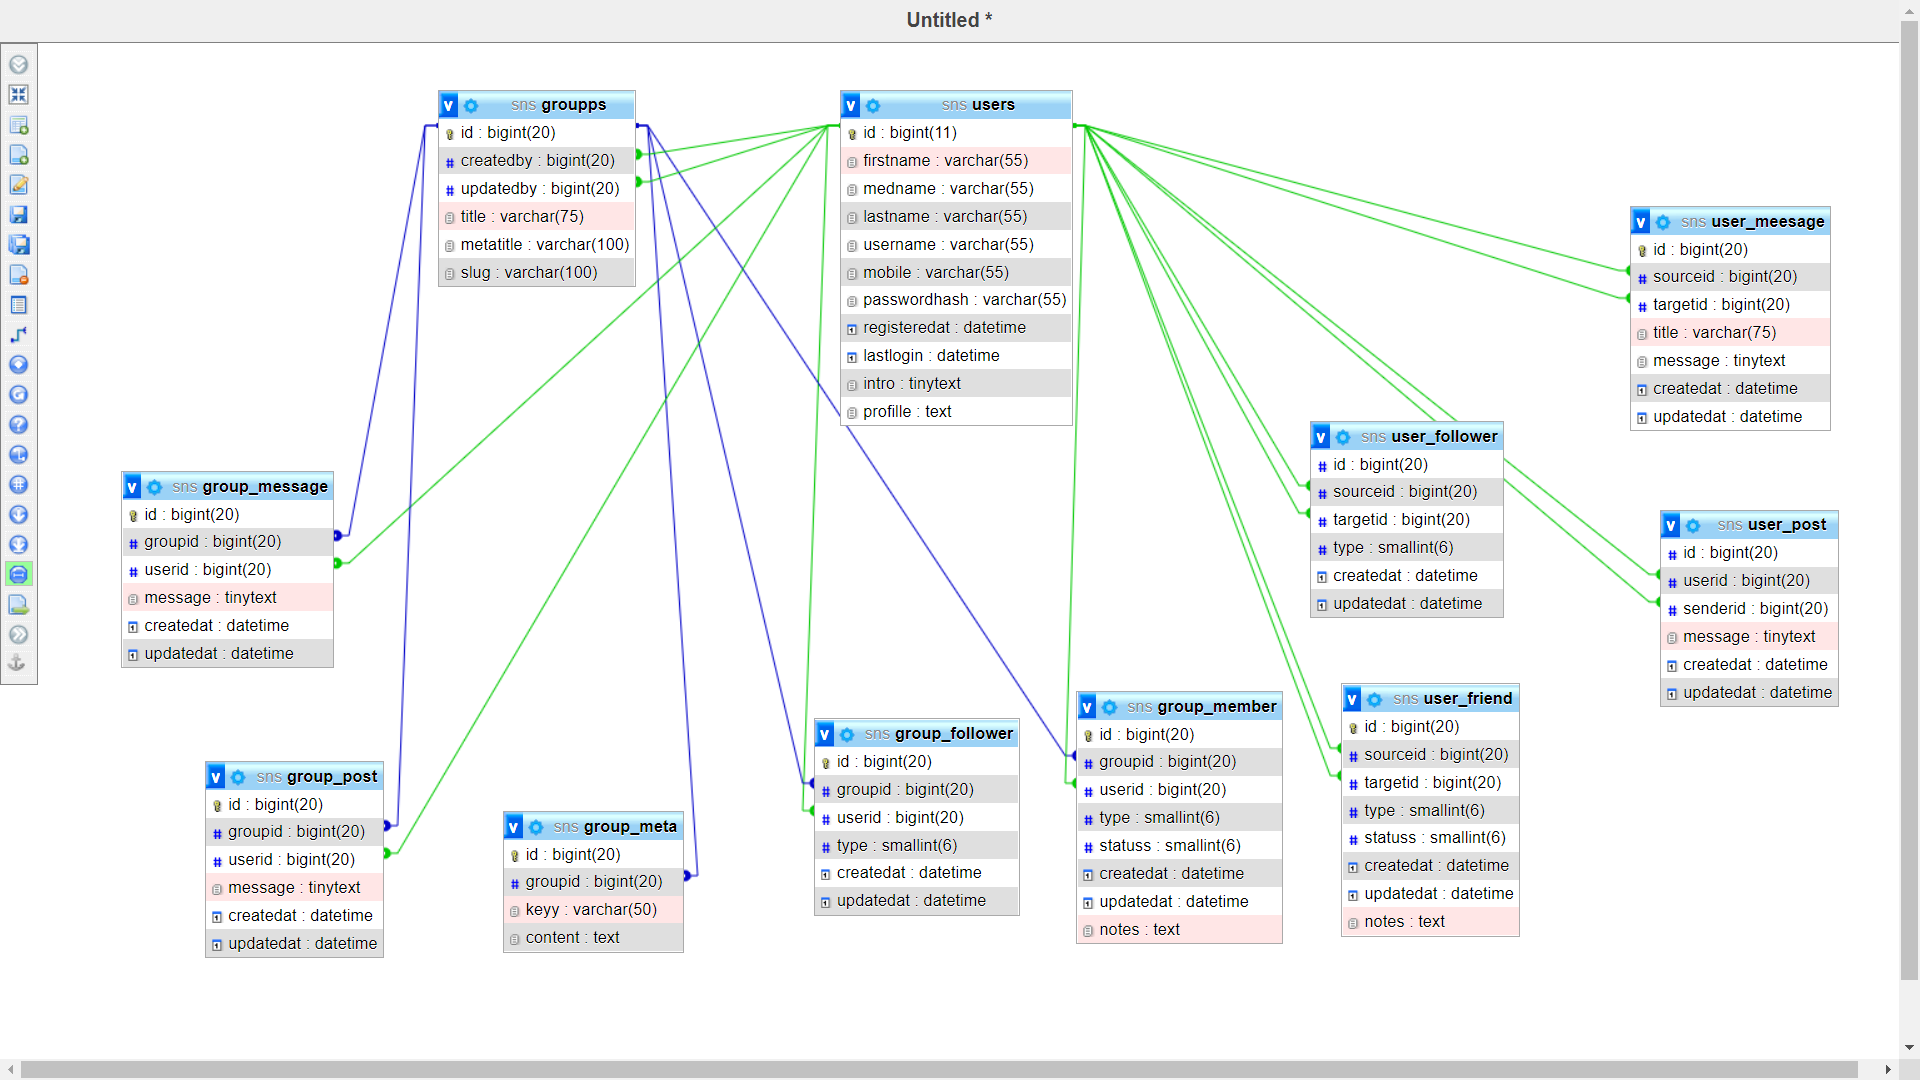 Untitled *
v sns groupps
id : bigint(20)
# createdby : bigint(20)
# updatedby : bigint(20)
title : varchar(75)
metatitle : varchar(100)
slug : varchar(100)
v sns users
id : bigint(11)
firstname : varchar(55)
medname : varchar(55)
lastname : varchar(55)
username : varchar(55)
mobile : varchar(55)
passwordhash : varchar(55)
registeredat : datetime
lastlogin : datetime
intro : tinytext
profille : text
v sns user_meesage
id : bigint(20)
# sourceid : bigint(20)
# targetid : bigint(20)
title : varchar(75)
message : tinytext
createdat : datetime
updatedat : datetime
v sns user_follower
# id : bigint(20)
# sourceid : bigint(20)
# targetid : bigint(20)
# type : smallint(6)
createdat : datetime
updatedat : datetime
v sns group_message
id : bigint(20)
# groupid : bigint(20)
# userid : bigint(20)
message : tinytext
createdat : datetime
updatedat : datetime
v sns user_post
# id : bigint(20)
# userid : bigint(20)
# senderid : bigint(20)
message : tinytext
createdat : datetime
updatedat : datetime
v sns group_post
id : bigint(20)
# groupid : bigint(20)
# userid : bigint(20)
message : tinytext
createdat : datetime
updatedat : datetime
v sns group_meta
id : bigint(20)
# groupid : bigint(20)
keyy : varchar(50)
content : text
v sns group_follower
id : bigint(20)
# groupid : bigint(20)
# userid : bigint(20)
# type : smallint(6)
createdat : datetime
updatedat : datetime
v sns group_member
id : bigint(20)
# groupid : bigint(20)
# userid : bigint(20)
# type : smallint(6)
# statuss : smallint(6)
createdat : datetime
updatedat : datetime
notes : text
v sns user_friend
id : bigint(20)
# sourceid : bigint(20)
# targetid : bigint(20)
# type : smallint(6)
# statuss : smallint(6)
createdat : datetime
updatedat : datetime
notes : text